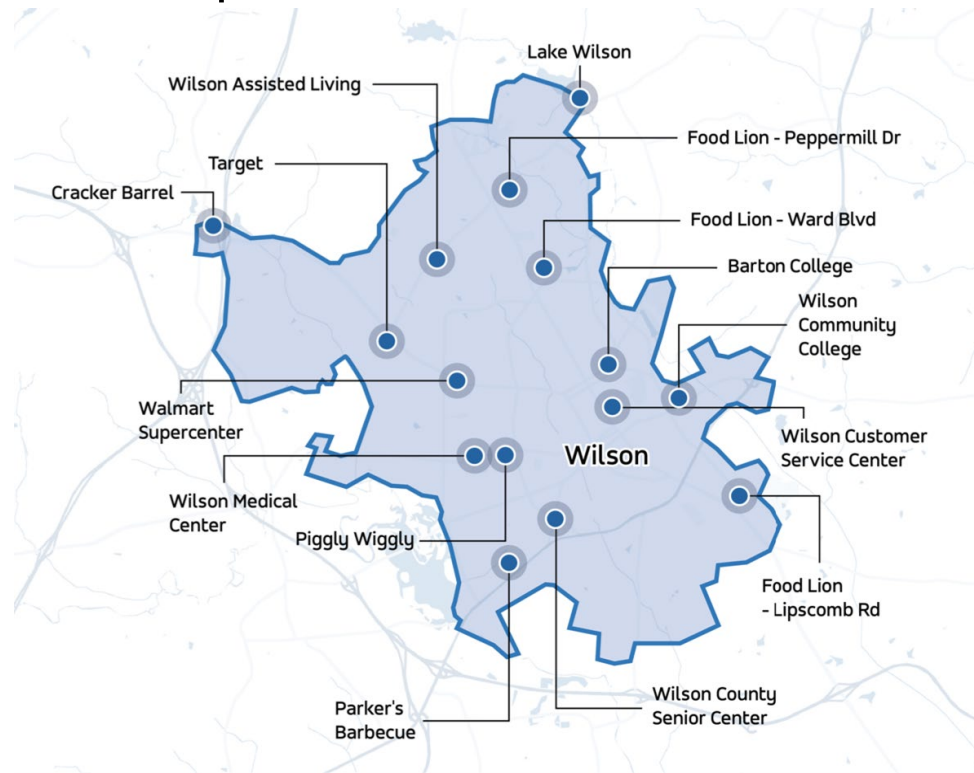 Lake Wilson
Wilson Assisted Living
Food Lion - Peppermill Dr
Target
Cracker Barrel
Food Lion - Ward Blvd
Barton College
Wilson
Community
College
Walmart
Supercenter
Wilson
Wilson Customer
Service Center
Wilson Medical
Center
Piggly Wiggly
Food Lion
- Lipscomb Rd
Wilson County
Senior Center
Parker's
Barbecue